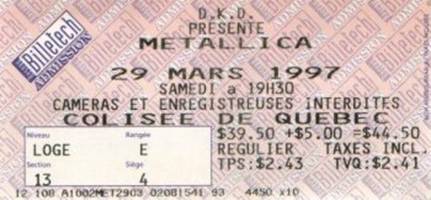 Billetech
ADMISSION
D.K.D.
PRÉSENTE
METALLICA
29 MARS 1997
SAMEDI a 19H30
CAMERAS ET ENREGISTREUSES INTERDITES
COLISEE DE QUEBEC
Niveau Rangée
LOGE E
Section Siège
13 4
$39.50 +$5.00 =$44.50
REGULIER TAXES INCL.
TPS:$2.43 TVQ:$2.41
12 108 A1002MET2903 02081541 93 4450 x10